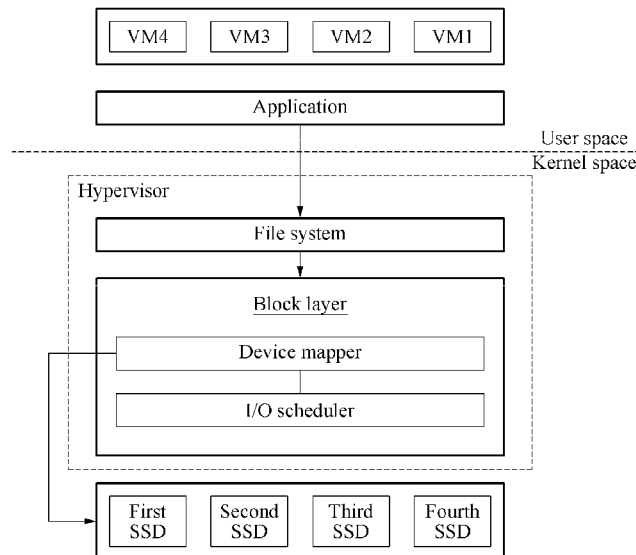 VM4 VM3 VM2 VM1
Application
User space
Kernel space
Hypervisor
File system
Block layer
Device mapper
I/O scheduler
First SSD
Second SSD
Third SSD
Fourth SSD